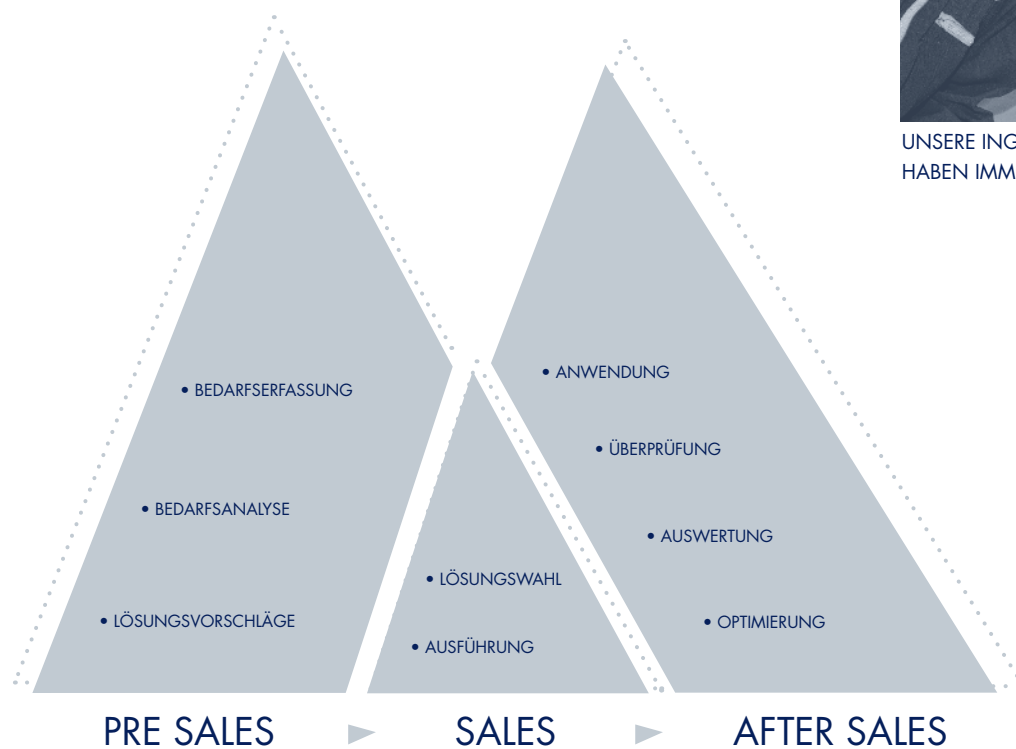 UNSERE ING
HABEN IMM
• BEDARFSERFASSUNG
• BEDARFSANALYSE
• LÖSUNGSVORSCHLÄGE
• LÖSUNGSWAHL
• AUSFÜHRUNG
• ANWENDUNG
• ÜBERPRÜFUNG
• AUSWERTUNG
• OPTIMIERUNG
PRE SALES
SALES
AFTER SALES